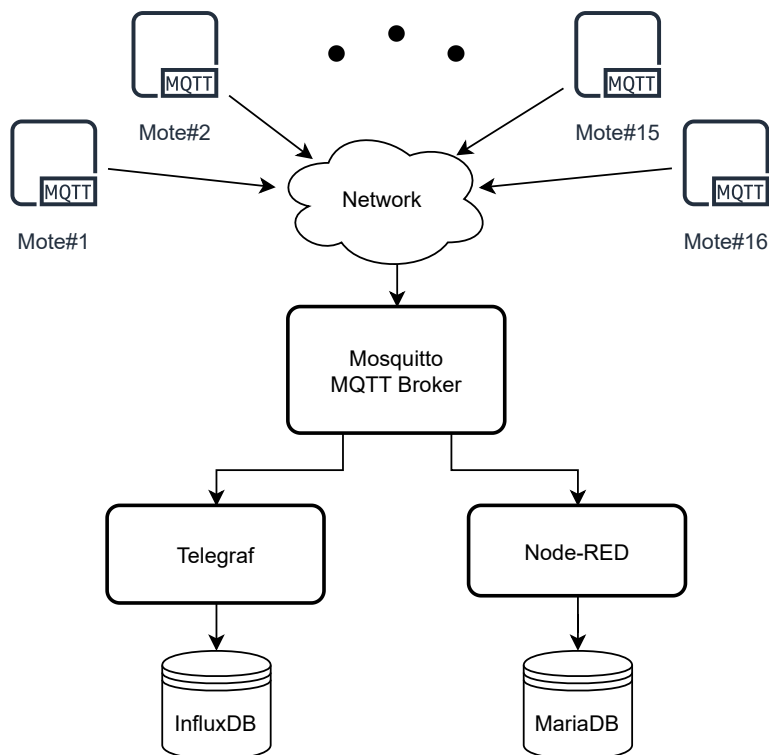 MQTT
Mote#2
MQTT
Mote#15
MQTT
Mote#1
MQTT
Mote#16
Network
Mosquitto
MQTT Broker
Telegraf
Node-RED
InfluxDB
MariaDB